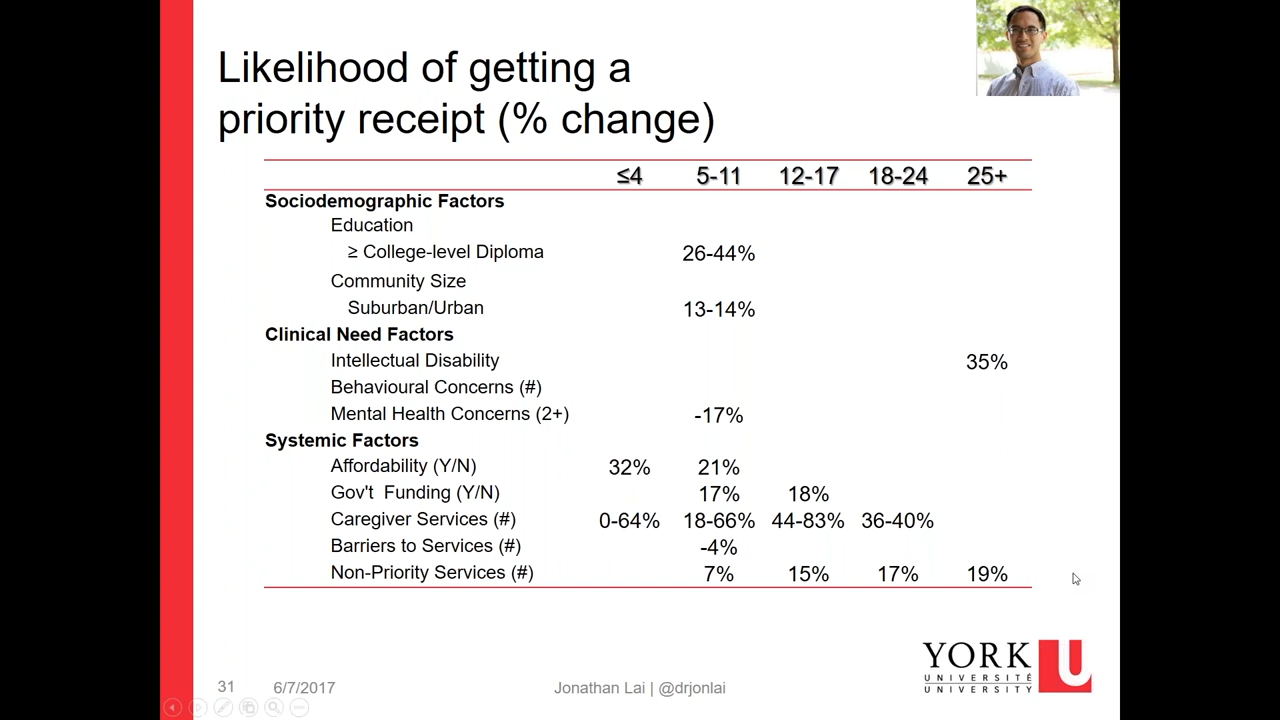 Likelihood of getting a
priority receipt (% change)
≤4 5-11 12-17 18-24 25+
Sociodemographic Factors
Education
≥ College-level Diploma 26-44%
Community Size
Suburban/Urban 13-14%
Clinical Need Factors
Intellectual Disability 35%
Behavioural Concerns (#)
Mental Health Concerns (2+) -17%
Systemic Factors
Affordability (Y/N) 32% 21%
Gov't Funding (Y/N) 17% 18%
Caregiver Services (#) 0-64% 18-66% 44-83% 36-40%
Barriers to Services (#) -4%
Non-Priority Services (#) 7% 15% 17% 19%
31 6/7/2017 Jonathan Lai | @drjonlai
YORK U
UNIVERSITÉ
UNIVERSITY